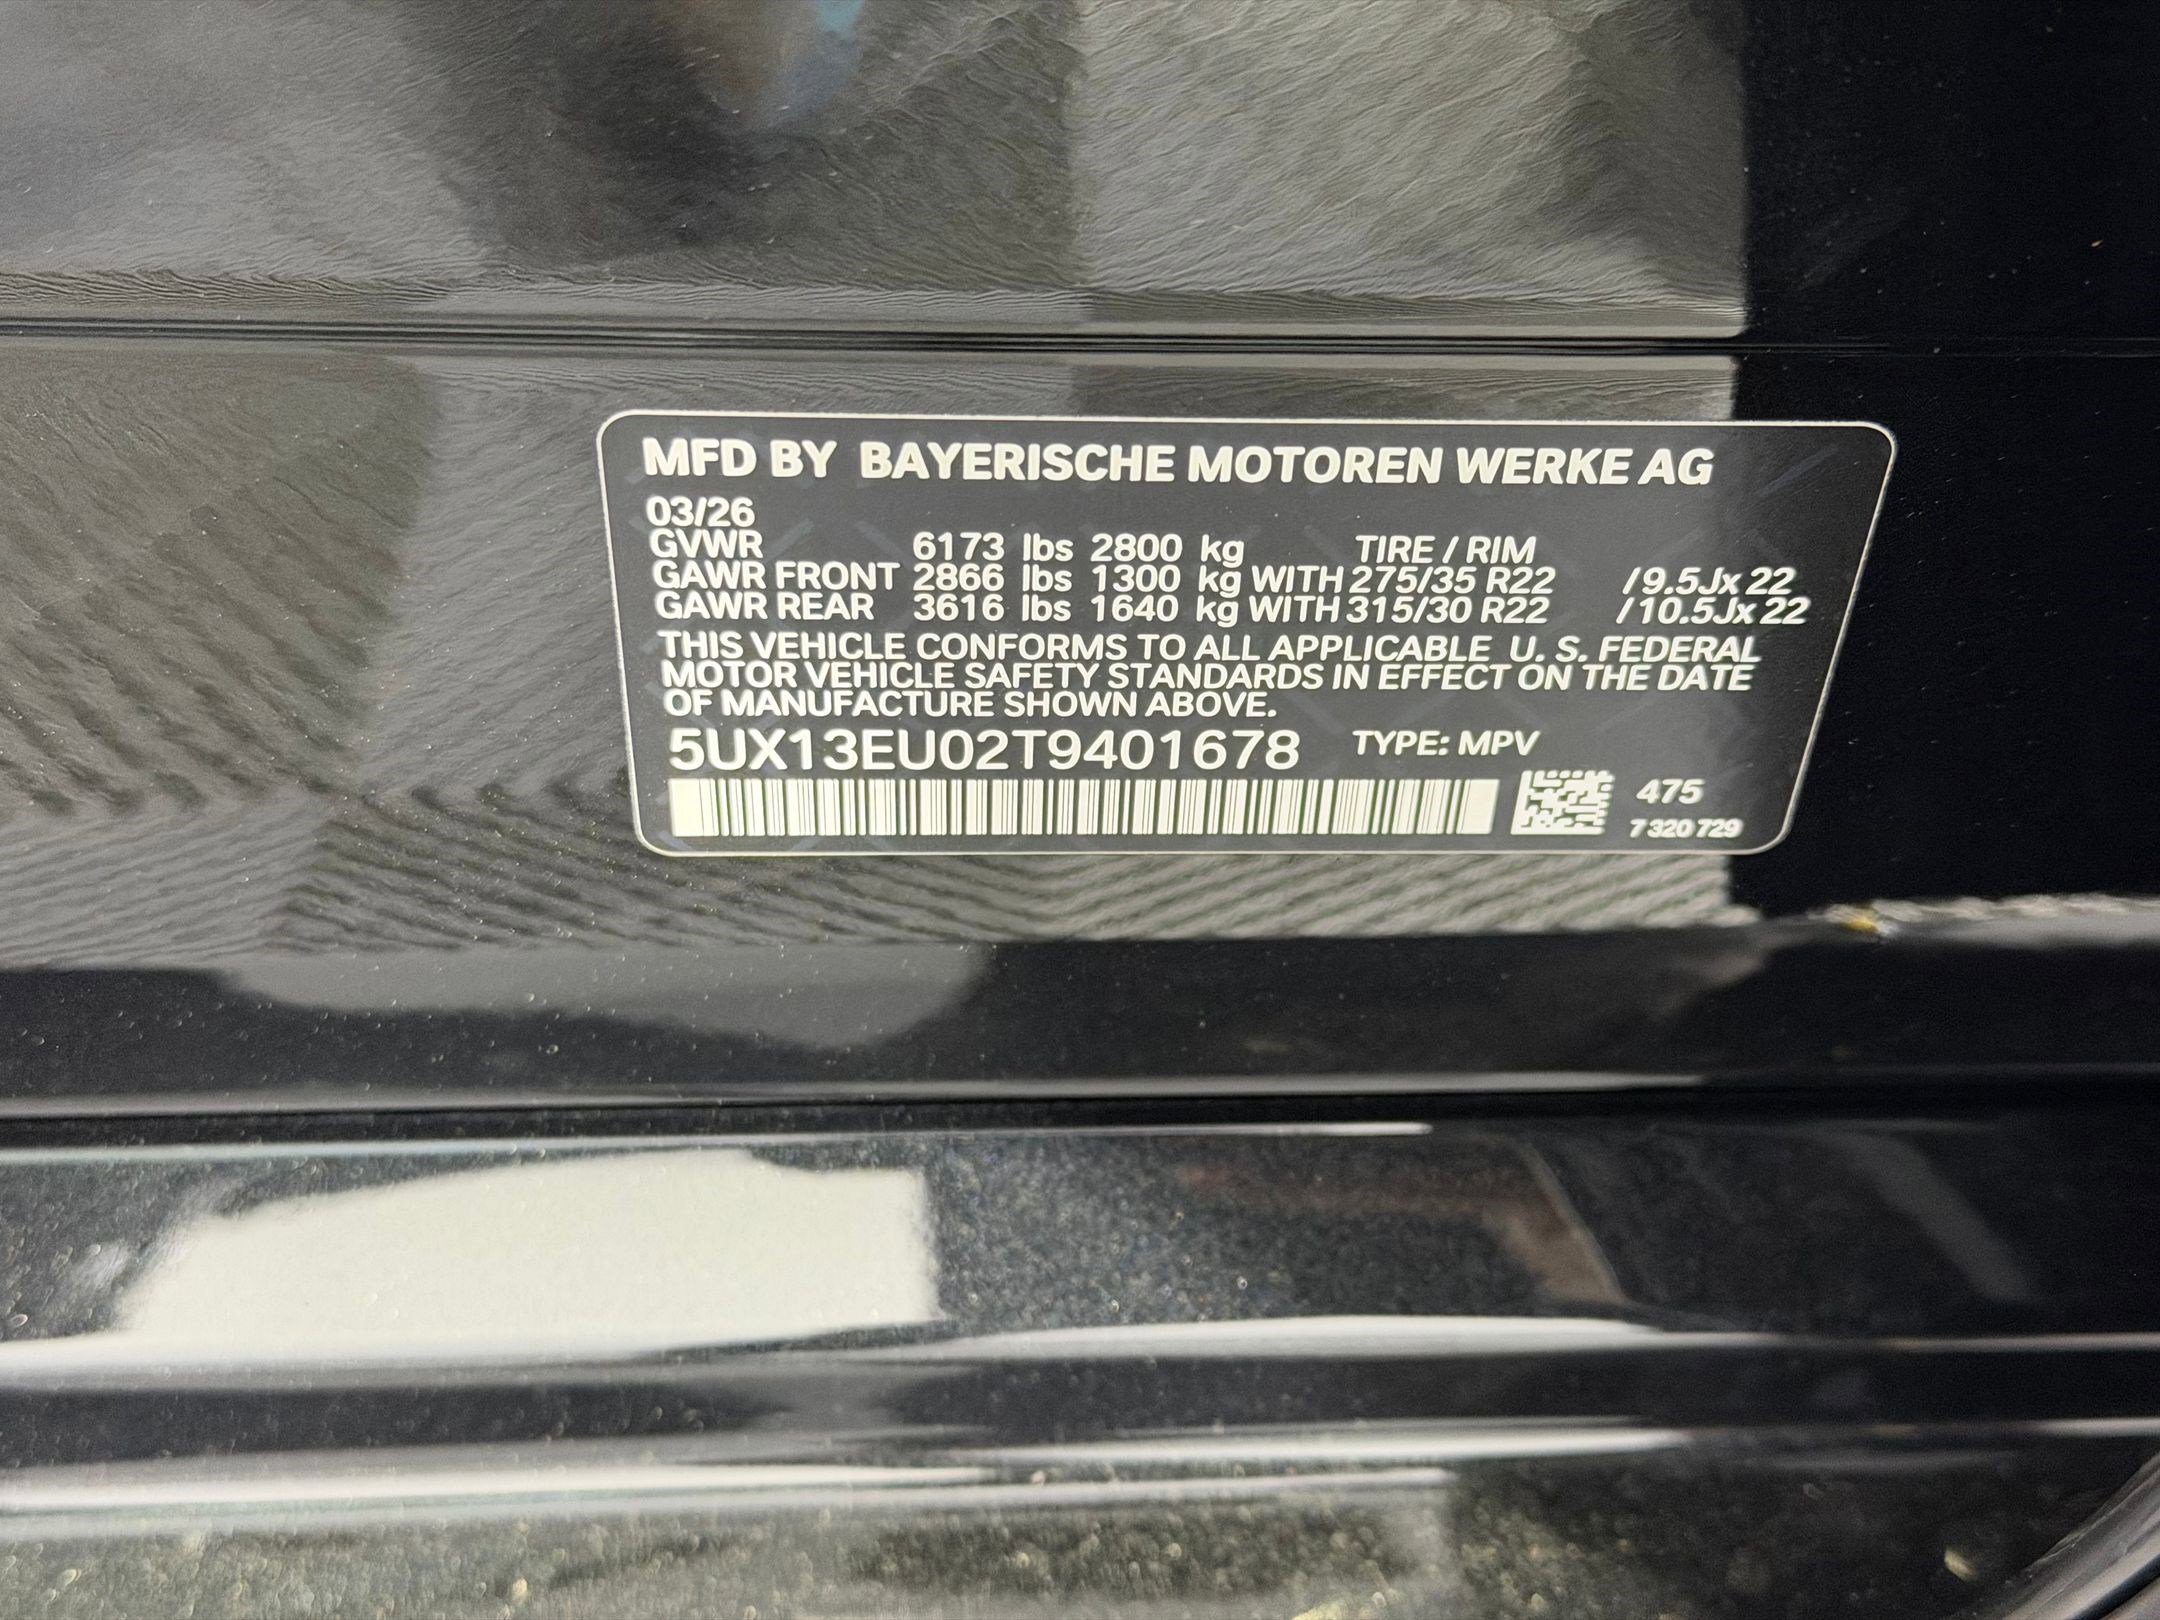 MFD BY BAYERISCHE MOTOREN WERKE AG
03/26
GVWR 6173 lbs 2800 kg TIRE / RIM
GAWR FRONT 2866 lbs 1300 kg WITH 275/35 R22 / 9.5Jx 22
GAWR REAR 3616 lbs 1640 kg WITH 315/30 R22 / 10.5Jx 22
THIS VEHICLE CONFORMS TO ALL APPLICABLE U. S. FEDERAL
MOTOR VEHICLE SAFETY STANDARDS IN EFFECT ON THE DATE
OF MANUFACTURE SHOWN ABOVE.
5UX13EU02T9401678 TYPE: MPV
475
7 320 729